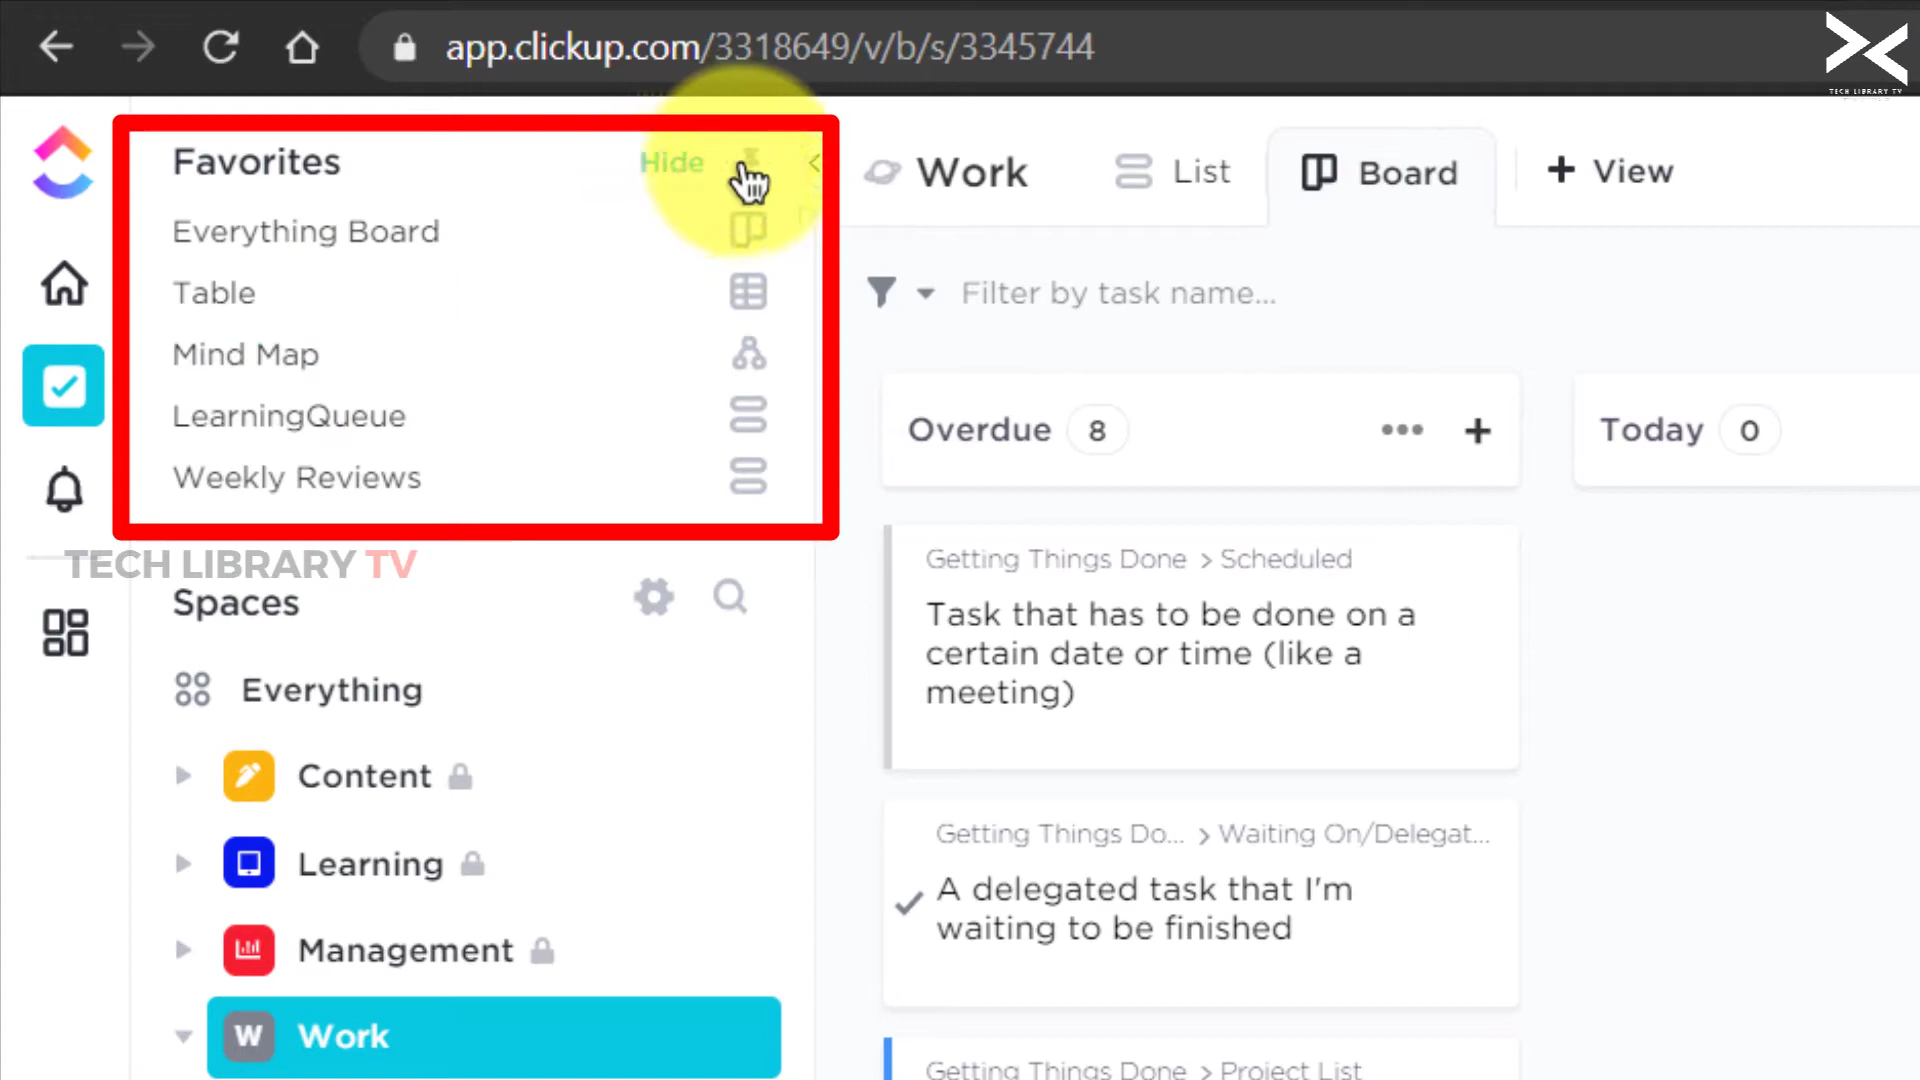 app.clickup.com/3318649/v/b/s/3345744
TECH LIBRARY TV
Favorites
Hide
Everything Board
Table
Mind Map
LearningQueue
Weekly Reviews
TECH LIBRARY TV
Spaces
Everything
Content
Learning
Management
W Work
Work
List
Board
+ View
Filter by task name...
Overdue 8
Today 0
Getting Things Done > Scheduled
Task that has to be done on a
certain date or time (like a
meeting)
Getting Things Do... > Waiting On/Delegat...
A delegated task that I'm
waiting to be finished
Getting Things Done > Project List